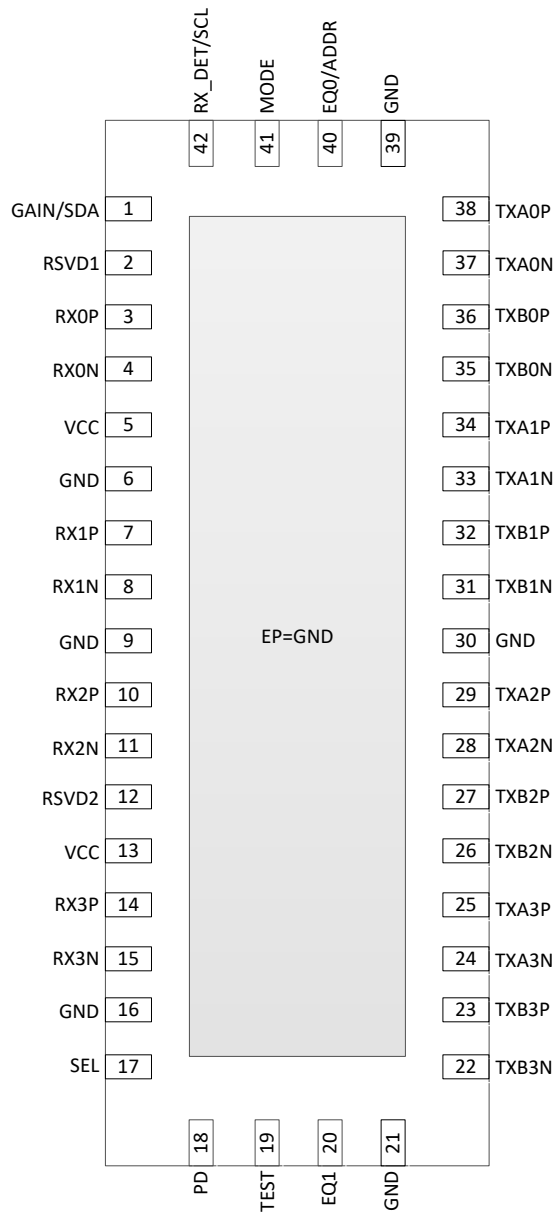 RX_DET/SCL
MODE
EQ0/ADDR
GND
42
41
40
39
GAIN/SDA 1
38 TXA0P
RSVD1 2
37 TXA0N
RX0P 3
36 TXB0P
RX0N 4
35 TXB0N
VCC 5
34 TXA1P
GND 6
33 TXA1N
RX1P 7
32 TXB1P
RX1N 8
31 TXB1N
GND 9
EP=GND
30 GND
RX2P 10
29 TXA2P
RX2N 11
28 TXA2N
RSVD2 12
27 TXB2P
VCC 13
26 TXB2N
RX3P 14
25 TXA3P
RX3N 15
24 TXA3N
GND 16
23 TXB3P
SEL 17
22 TXB3N
18
19
20
21
PD
TEST
EQ1
GND